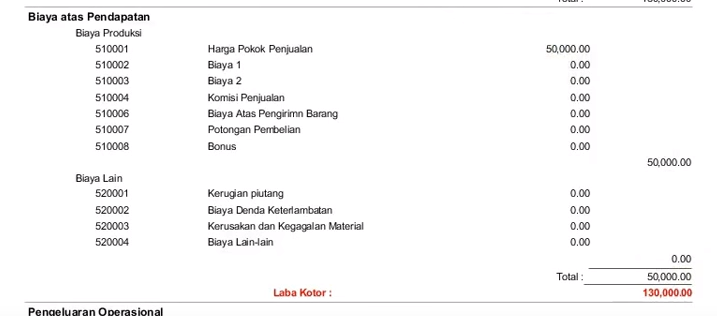 Biaya atas Pendapatan
Biaya Produksi
510001 Harga Pokok Penjualan 50,000.00
510002 Biaya 1 0.00
510003 Biaya 2 0.00
510004 Komisi Penjualan 0.00
510006 Biaya Atas Pengirimn Barang 0.00
510007 Potongan Pembelian 0.00
510008 Bonus 0.00
50,000.00
Biaya Lain
520001 Kerugian piutang 0.00
520002 Biaya Denda Keterlambatan 0.00
520003 Kerusakan dan Kegagalan Material 0.00
520004 Biaya Lain-lain 0.00
0.00
Total : 50,000.00
Laba Kotor : 130,000.00
Pengeluaran Operasional